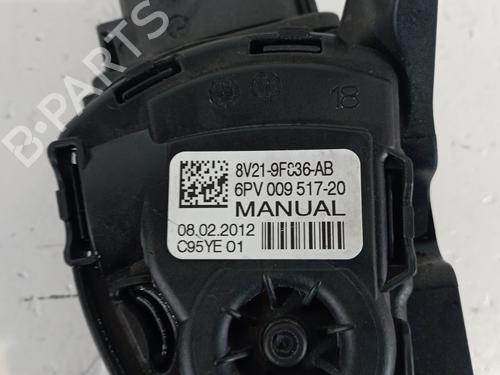 B-PARTS
18
8V21-9F836-AB
6PV 009 517-20
MANUAL
08.02.2012
C95YE 01